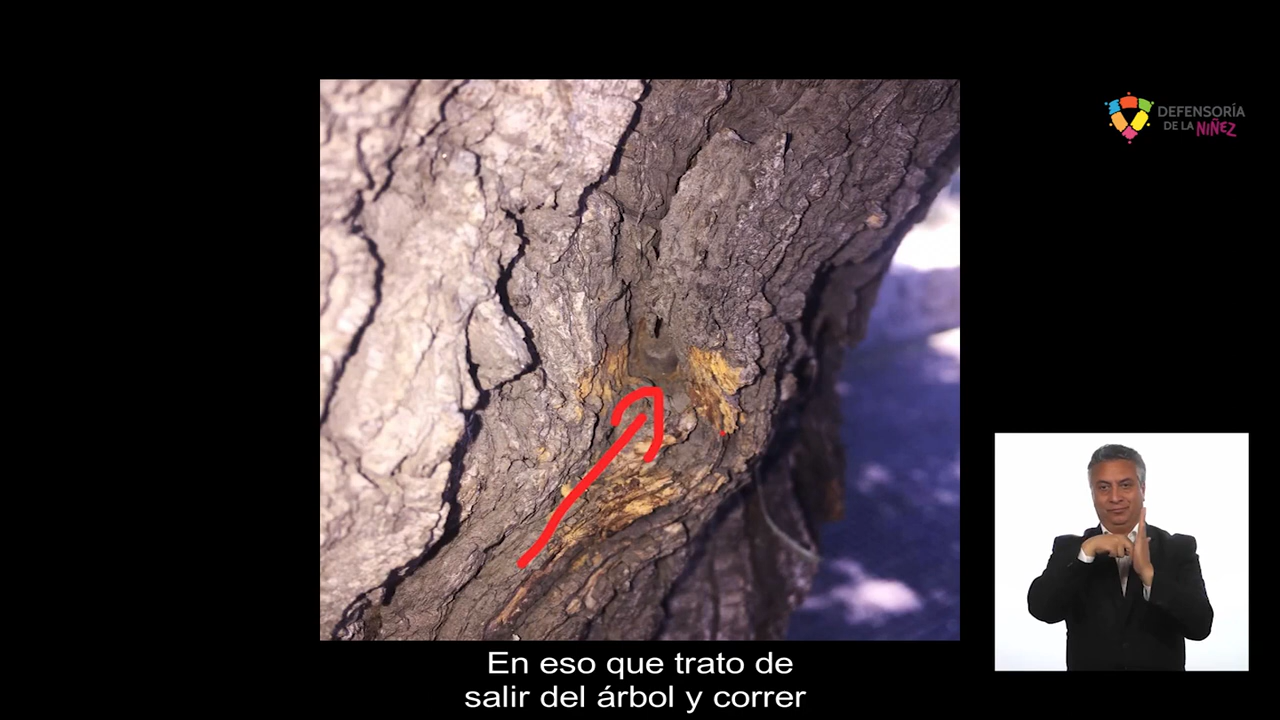 DEFENSORÍA
DE LA NIÑEZ
En eso que trato de
salir del árbol y correr